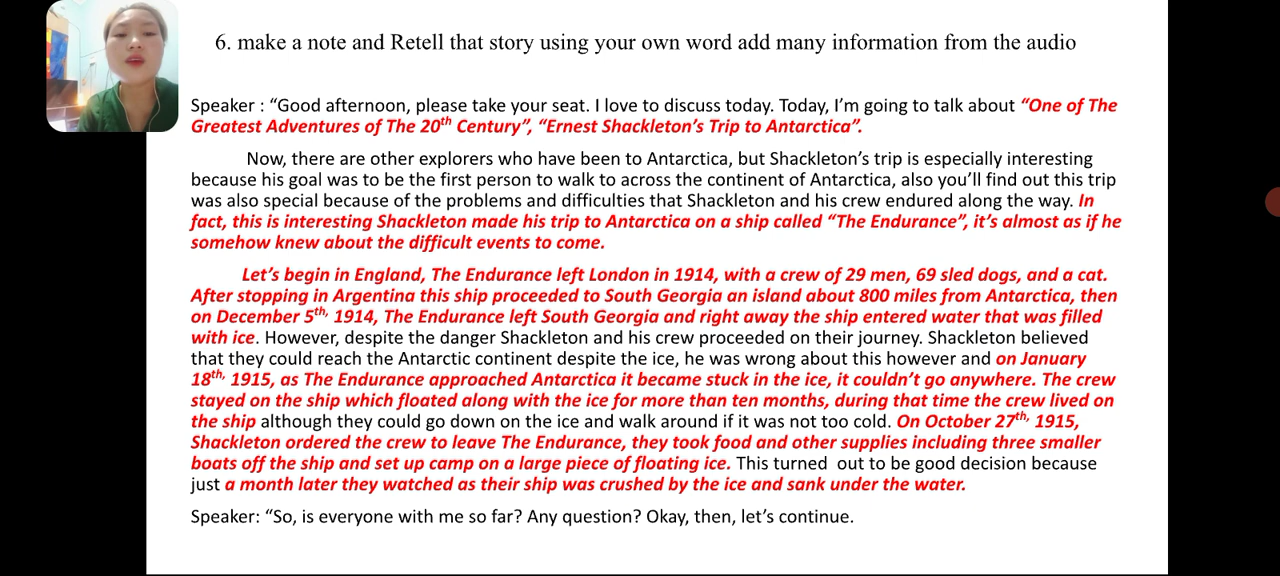 6. make a note and Retell that story using your own word add many information from the audio
Speaker : “Good afternoon, please take your seat. I love to discuss today. Today, I’m going to talk about “One of The
Greatest Adventures of The 20th Century”, “Ernest Shackleton’s Trip to Antarctica”.
Now, there are other explorers who have been to Antarctica, but Shackleton’s trip is especially interesting
because his goal was to be the first person to walk to across the continent of Antarctica, also you’ll find out this trip
was also special because of the problems and difficulties that Shackleton and his crew endured along the way. In
fact, this is interesting Shackleton made his trip to Antarctica on a ship called “The Endurance”, it’s almost as if he
somehow knew about the difficult events to come.
Let’s begin in England, The Endurance left London in 1914, with a crew of 29 men, 69 sled dogs, and a cat.
After stopping in Argentina this ship proceeded to South Georgia an island about 800 miles from Antarctica, then
on December 5th, 1914, The Endurance left South Georgia and right away the ship entered water that was filled
with ice. However, despite the danger Shackleton and his crew proceeded on their journey. Shackleton believed
that they could reach the Antarctic continent despite the ice, he was wrong about this however and on January
18th, 1915, as The Endurance approached Antarctica it became stuck in the ice, it couldn’t go anywhere. The crew
stayed on the ship which floated along with the ice for more than ten months, during that time the crew lived on
the ship although they could go down on the ice and walk around if it was not too cold. On October 27th, 1915,
Shackleton ordered the crew to leave The Endurance, they took food and other supplies including three smaller
boats off the ship and set up camp on a large piece of floating ice. This turned out to be good decision because
just a month later they watched as their ship was crushed by the ice and sank under the water.
Speaker: “So, is everyone with me so far? Any question? Okay, then, let’s continue.